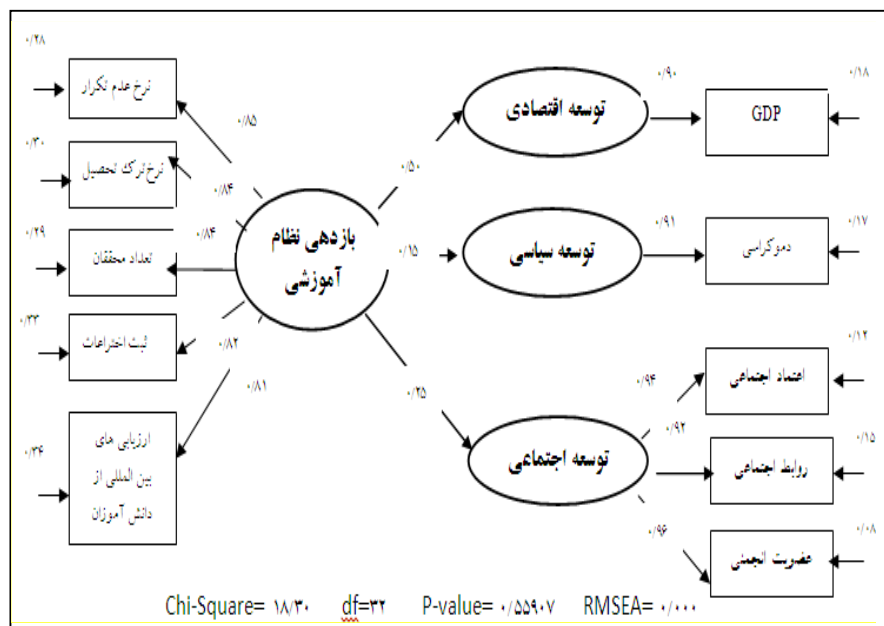 ۰/۲۸
نرخ عدم تکرار
۰/۸۵
۰/۳۰
نرخ ترک تحصیل
۰/۸۴
۰/۲۹
تعداد محققان
۰/۸۴
۰/۳۳
ثبت اختراعات
۰/۸۲
۰/۳۴
ارزیابی های
بین المللی از
دانش آموزان
۰/۸۱
بازدهی نظام
آموزشی
۰/۵۰
توسعه اقتصادی
۰/۹۰
GDP
۰/۱۸
۰/۱۵
توسعه سیاسی
۰/۹۱
دموکراسی
۰/۱۷
۰/۲۵
توسعه اجتماعی
۰/۹۴
اعتماد اجتماعی
۰/۱۲
۰/۹۲
روابط اجتماعی
۰/۱۵
۰/۹۶
عضویت انجمنی
۰/۰۸
Chi-Square= ۱۸/۳۰ df=۳۲ P-value= ۰/۵۵۹۰۷ RMSEA= ۰/۰۰۰